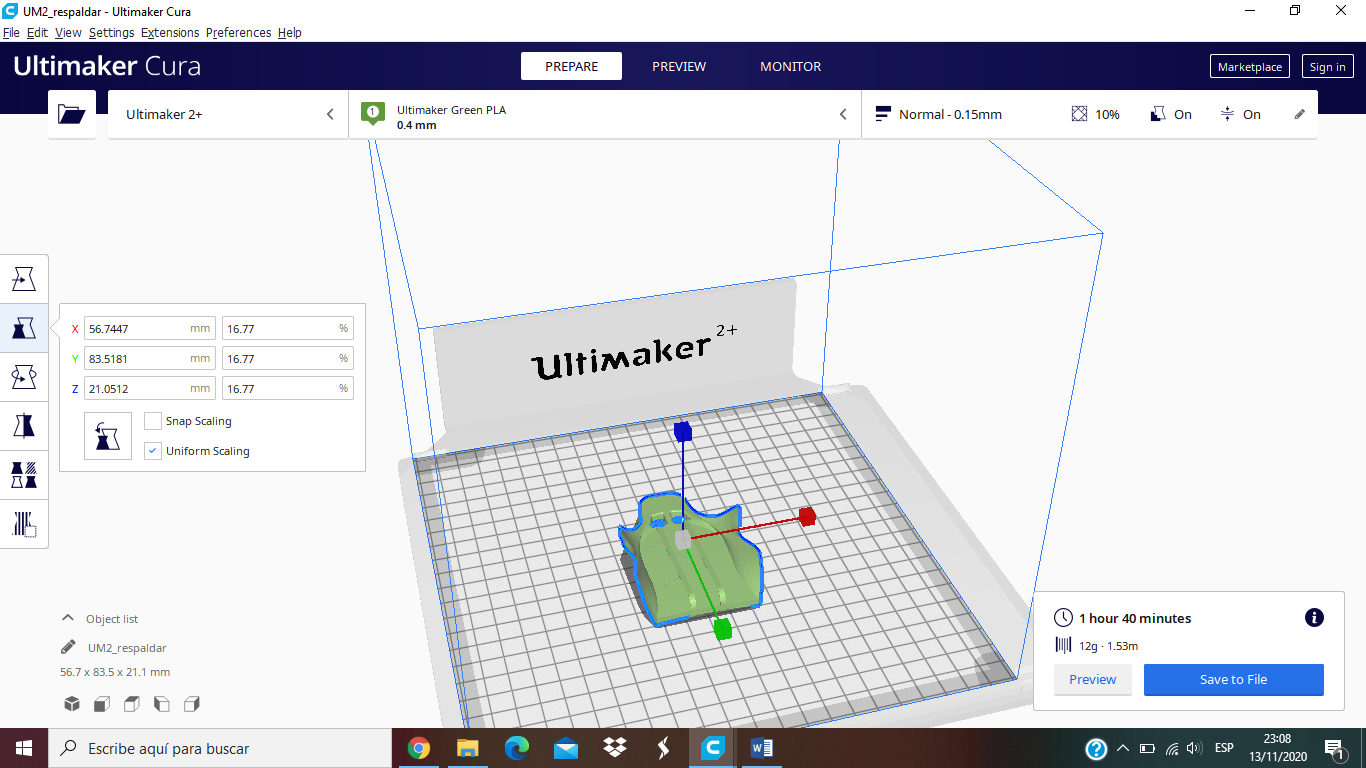 UM2_respaldar - Ultimaker Cura
File Edit View Settings Extensions Preferences Help
Ultimaker Cura
PREPARE
PREVIEW
MONITOR
Marketplace
Sign in
Ultimaker 2+
1
Ultimaker Green PLA
0.4 mm
Normal - 0.15mm
10%
On
On
Ultimaker 2+
X 56.7447 mm 16.77 %
Y 83.5181 mm 16.77 %
Z 21.0512 mm 16.77 %
Snap Scaling
Uniform Scaling
Object list
UM2_respaldar
56.7 x 83.5 x 21.1 mm
1 hour 40 minutes
12g · 1.53m
Preview
Save to File
Escribe aquí para buscar
ESP
23:08
13/11/2020
1